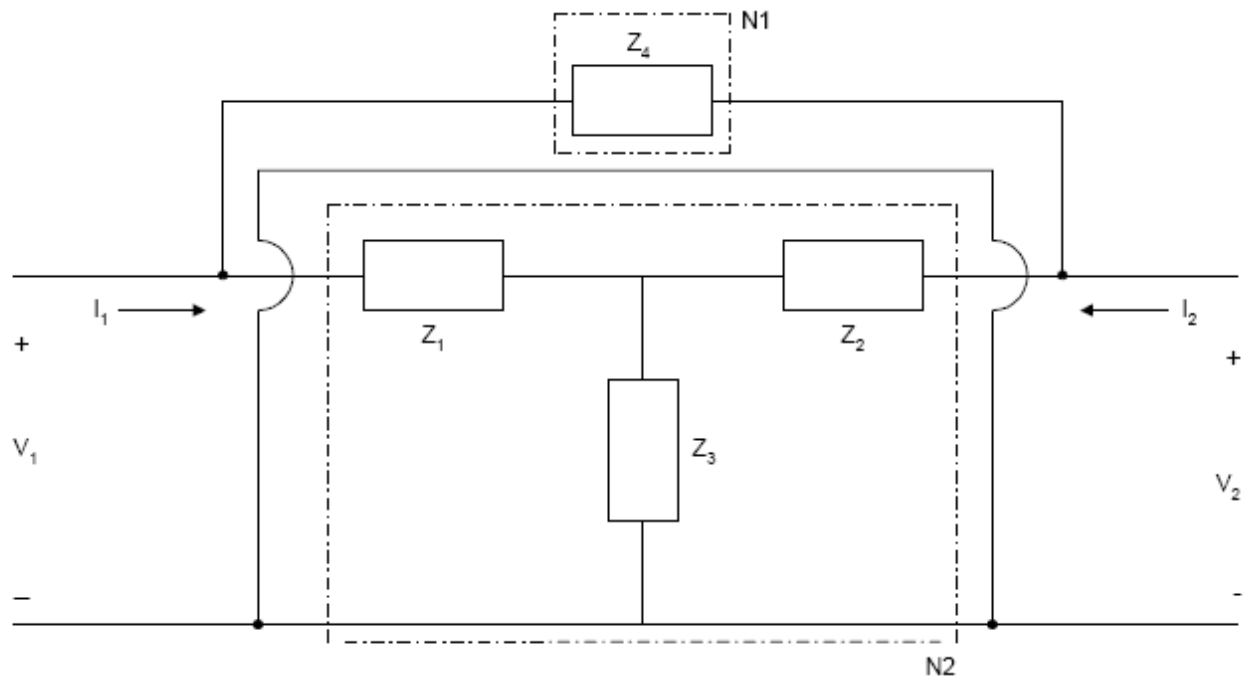 N1
Z₄
I₁
Z₁
Z₂
I₂
+
+
V₁
Z₃
V₂
–
-
N2